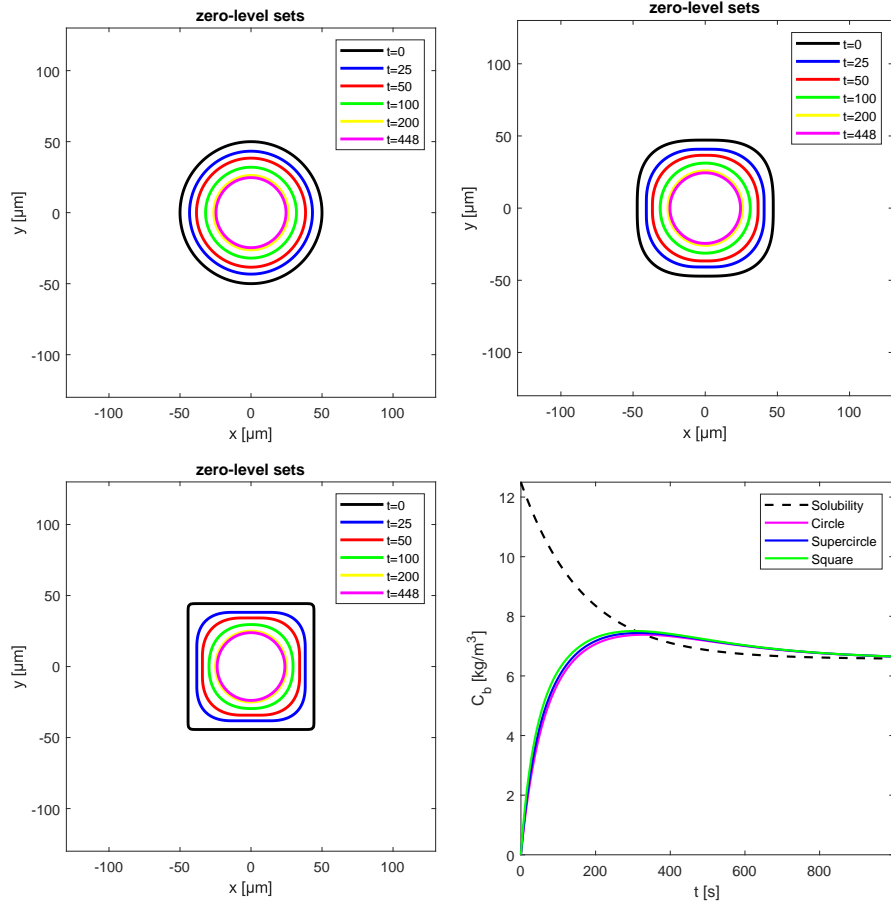 zero-level sets
t=0
t=25
t=50
t=100
t=200
t=448
100
50
0
-50
-100
y [µm]
-100 -50 0 50 100
x [µm]
zero-level sets
t=0
t=25
t=50
t=100
t=200
t=448
100
50
0
-50
-100
y [µm]
-100 -50 0 50 100
x [µm]
zero-level sets
t=0
t=25
t=50
t=100
t=200
t=448
100
50
0
-50
-100
y [µm]
-100 -50 0 50 100
x [µm]
Solubility
Circle
Supercircle
Square
12
10
8
6
4
2
0
C_b [kg/m^3]
0 200 400 600 800
t [s]